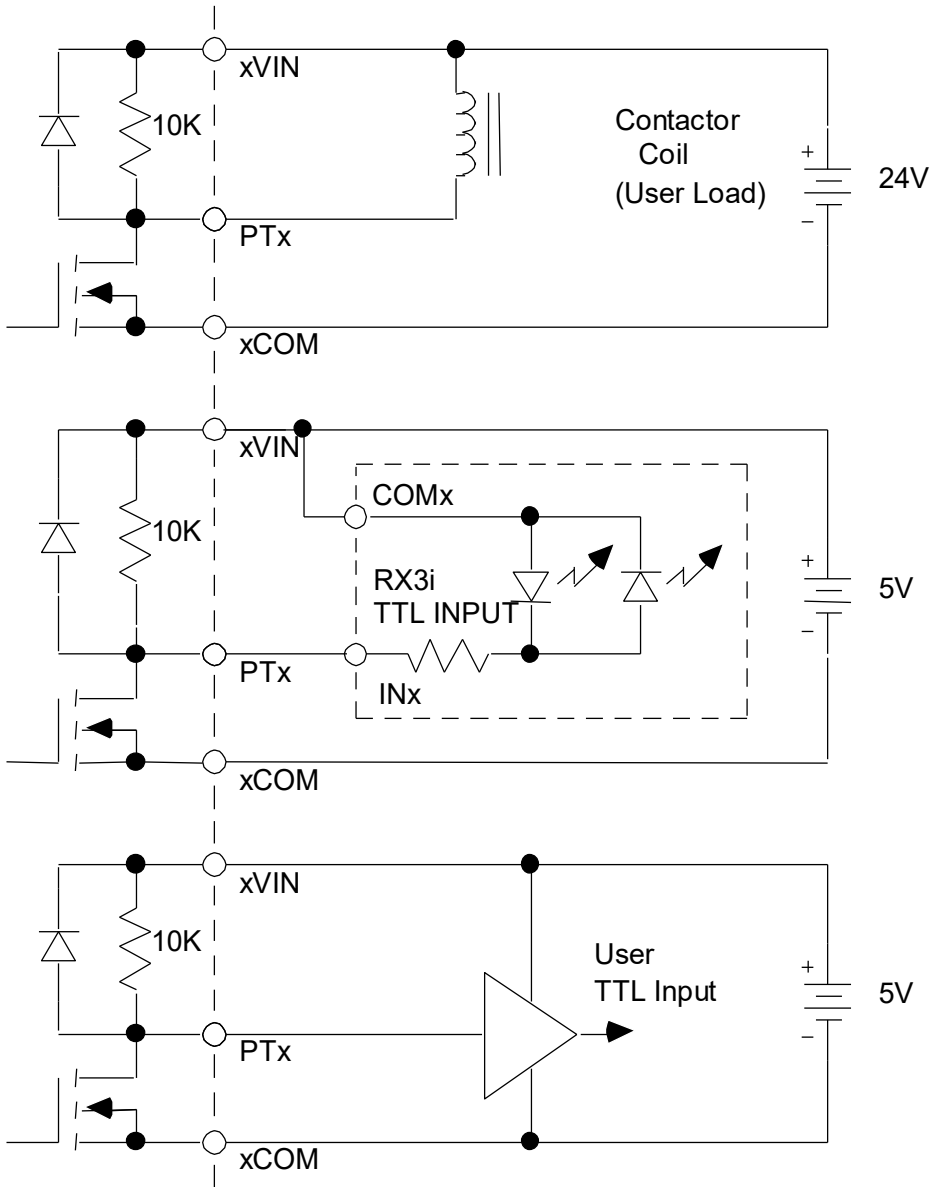 xVIN
10K
Contactor
Coil
(User Load)
+
24V
−
PTx
xCOM
xVIN
COMx
10K
RX3i
TTL INPUT
+
5V
−
PTx
INx
xCOM
xVIN
10K
User
TTL Input
+
5V
−
PTx
xCOM